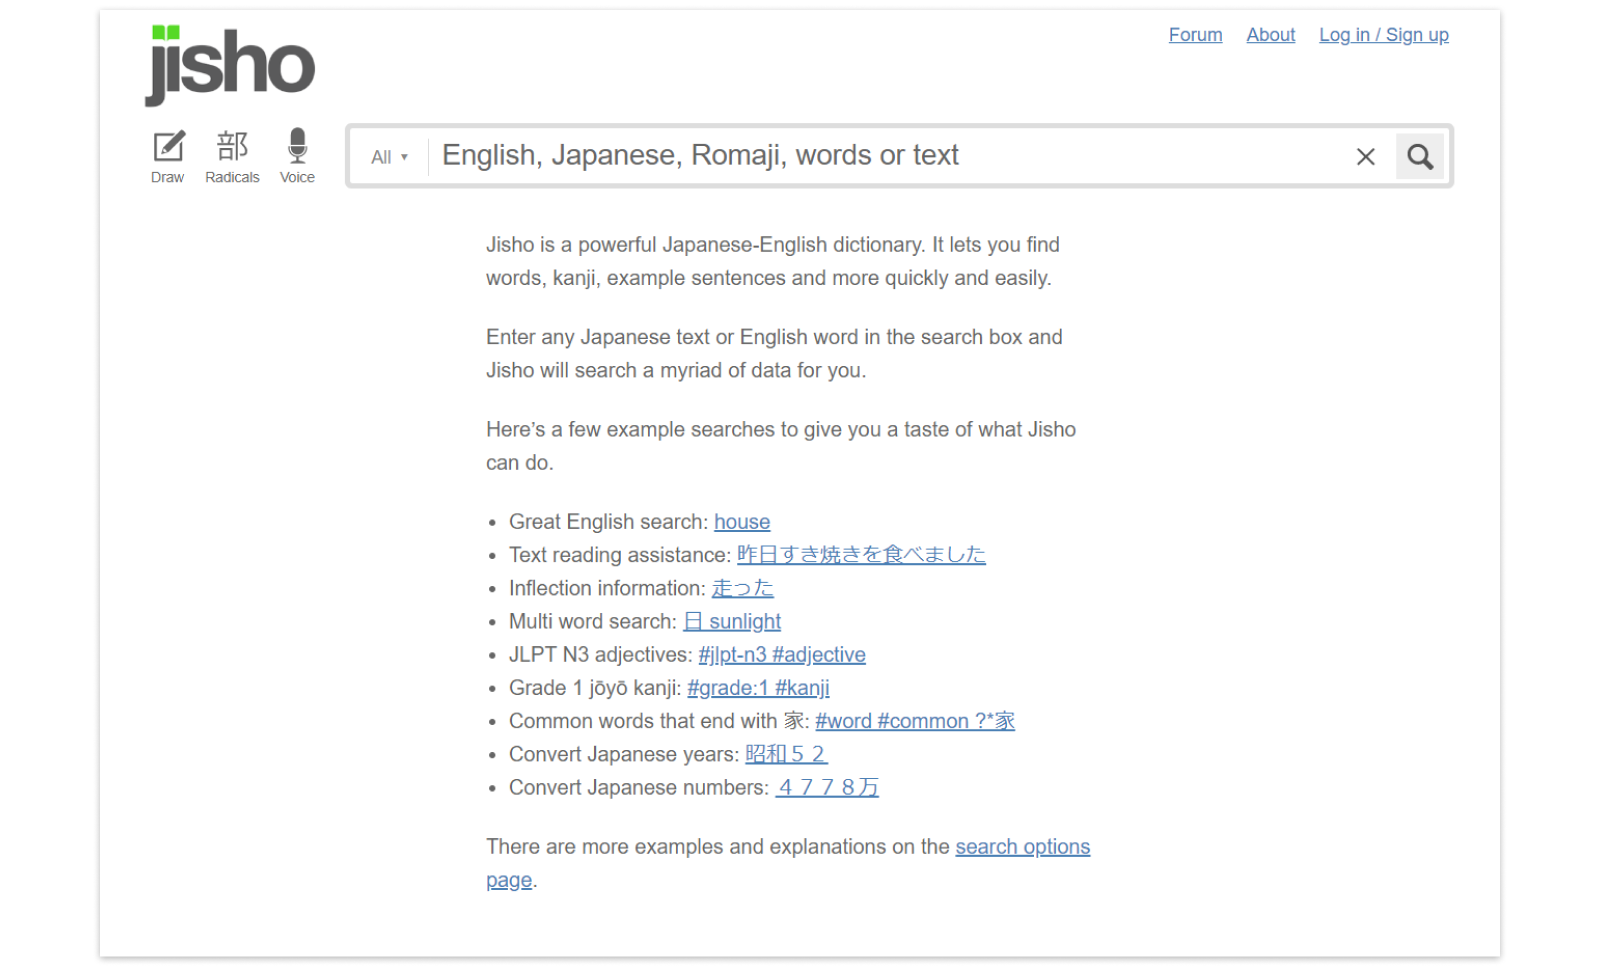 jisho
Forum About Log in / Sign up
部
Draw Radicals Voice
All ▼ English, Japanese, Romaji, words or text
Jisho is a powerful Japanese-English dictionary. It lets you find
words, kanji, example sentences and more quickly and easily.
Enter any Japanese text or English word in the search box and
Jisho will search a myriad of data for you.
Here’s a few example searches to give you a taste of what Jisho
can do.
• Great English search: house
• Text reading assistance: 昨日すき焼きを食べました
• Inflection information: 走った
• Multi word search: 日 sunlight
• JLPT N3 adjectives: #jlpt-n3 #adjective
• Grade 1 jōyō kanji: #grade:1 #kanji
• Common words that end with 家: #word #common ?*家
• Convert Japanese years: 昭和５２
• Convert Japanese numbers: ４７７８万
There are more examples and explanations on the search options
page.